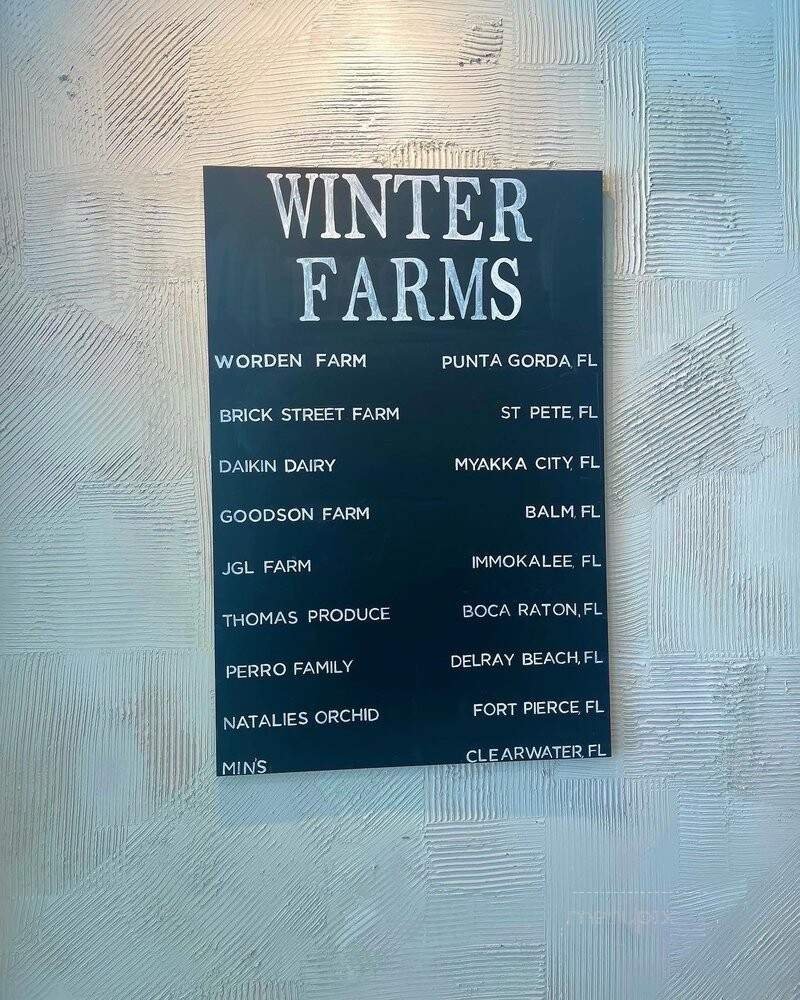 WINTER
FARMS
WORDEN FARM PUNTA GORDA, FL
BRICK STREET FARM ST PETE, FL
DAIKIN DAIRY MYAKKA CITY, FL
GOODSON FARM BALM, FL
JGL FARM IMMOKALEE, FL
THOMAS PRODUCE BOCA RATON, FL
PERRO FAMILY DELRAY BEACH, FL
NATALIES ORCHID FORT PIERCE, FL
MIN'S CLEARWATER, FL
menupix